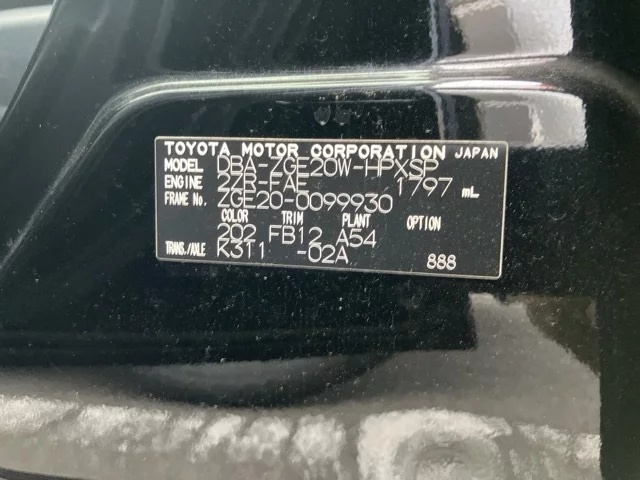 TOYOTA MOTOR CORPORATION JAPAN
MODEL DBA-ZGE20W-HPXSP
ENGINE 2ZR-FAE 1797 mL
FRAME No. ZGE20-0099930
COLOR TRIM PLANT OPTION
202 FB12 A54
TRANS./AXLE K311 -02A 888